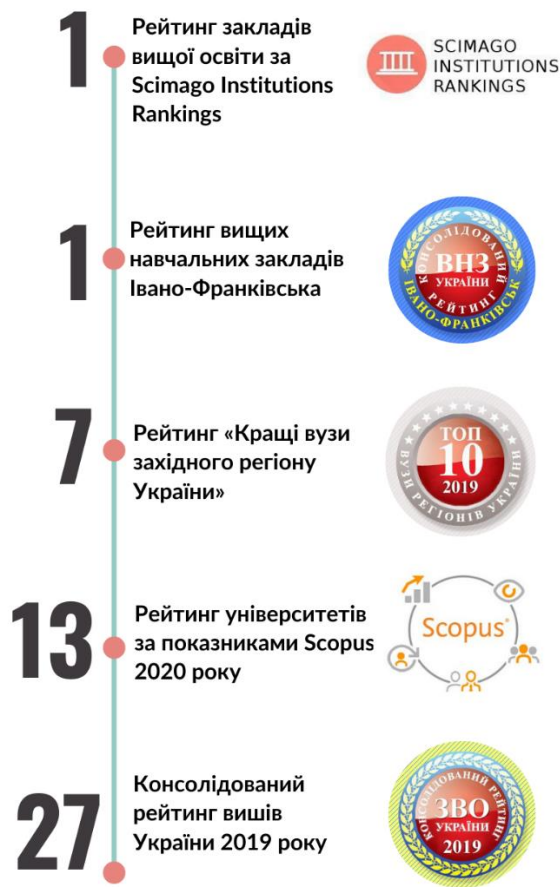 1
Рейтинг закладів
вищої освіти за
Scimago Institutions
Rankings
SCIMAGO
INSTITUTIONS
RANKINGS
1
Рейтинг вищих
навчальних закладів
Івано-Франківська
КОНСОЛІДОВАНИЙ
ВНЗ
УКРАЇНИ
РЕЙТИНГ
ІВАНО-ФРАНКІВСЬК
7
Рейтинг «Кращі вузи
західного регіону
України»
ТОП
10
2019
ВУЗИ РЕГІОНІВ УКРАЇНИ
13
Рейтинг університетів
за показниками Scopus
2020 року
Scopus®
27
Консолідований
рейтинг вишів
України 2019 року
КОНСОЛІДОВАНИЙ РЕЙТИНГ
ЗВО
УКРАЇНИ
2019